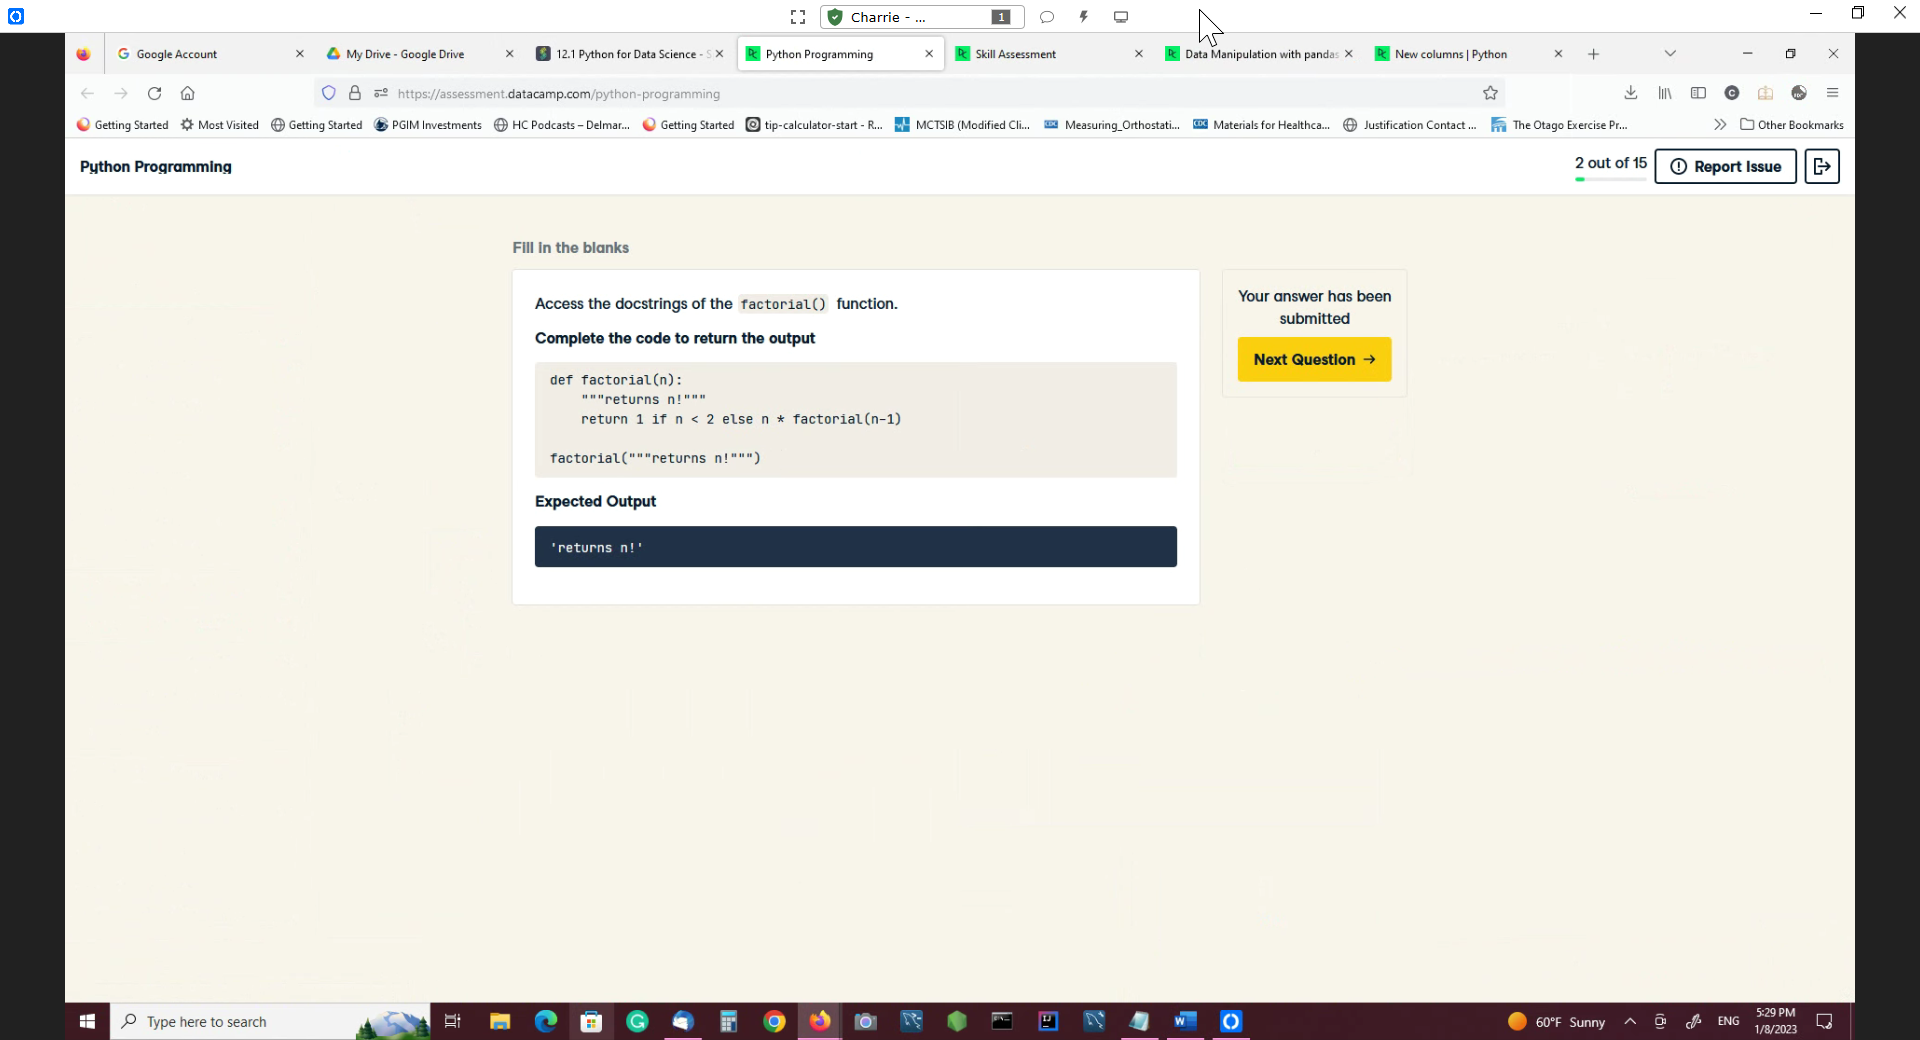 Charrie - ...
1
Google Account
My Drive - Google Drive
12.1 Python for Data Science - S
Python Programming
Skill Assessment
Data Manipulation with pandas
New columns | Python
https://assessment.datacamp.com/python-programming
Getting Started
Most Visited
Getting Started
PGIM Investments
HC Podcasts – Delmar...
Getting Started
tip-calculator-start - R...
MCTSIB (Modified Cli...
Measuring_Orthostati...
Materials for Healthca...
Justification Contact ...
The Otago Exercise Pr...
Other Bookmarks
Python Programming
2 out of 15
Report Issue
Fill in the blanks
Access the docstrings of the factorial() function.
Complete the code to return the output
def factorial(n):
"""returns n!"""
return 1 if n < 2 else n * factorial(n-1)
factorial("""returns n!""")
Expected Output
'returns n!'
Your answer has been
submitted
Next Question →
Type here to search
60°F Sunny
ENG
5:29 PM
1/8/2023